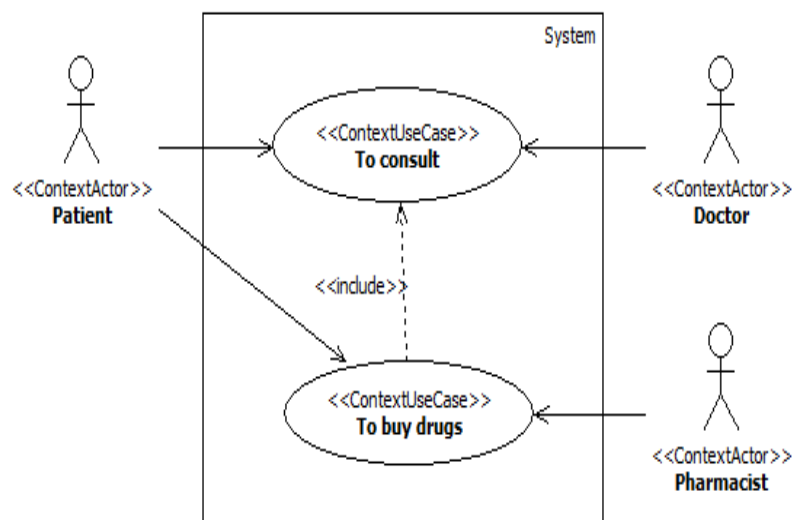 System
<<ContextUseCase>>
To consult
<<ContextActor>>
Patient
<<ContextActor>>
Doctor
<<include>>
<<ContextUseCase>>
To buy drugs
<<ContextActor>>
Pharmacist